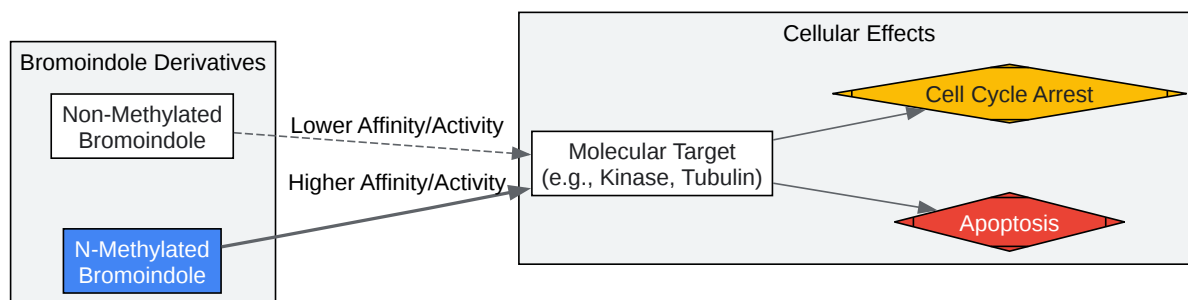 Bromoindole Derivatives
Non-Methylated
Bromoindole
N-Methylated
Bromoindole
Lower Affinity/Activity
Higher Affinity/Activity
Cellular Effects
Molecular Target
(e.g., Kinase, Tubulin)
Cell Cycle Arrest
Apoptosis